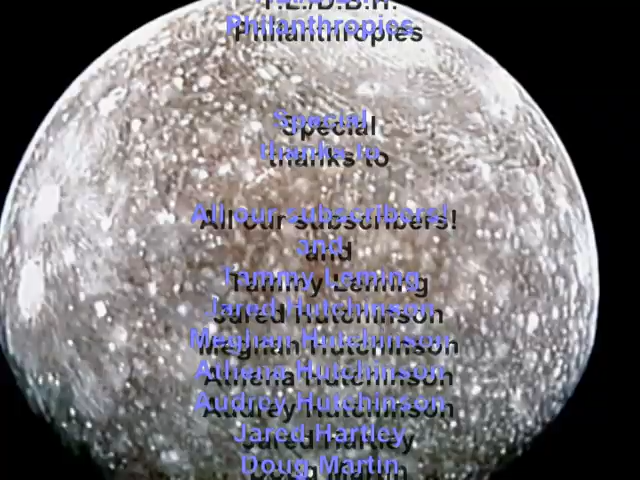 Philanthropies
Special
thanks to
All our subscribers!
and
Tammy Leming
Jared Hutchinson
Meghan Hutchinson
Athena Hutchinson
Audrey Hutchinson
Jared Hartley
Doug Martin